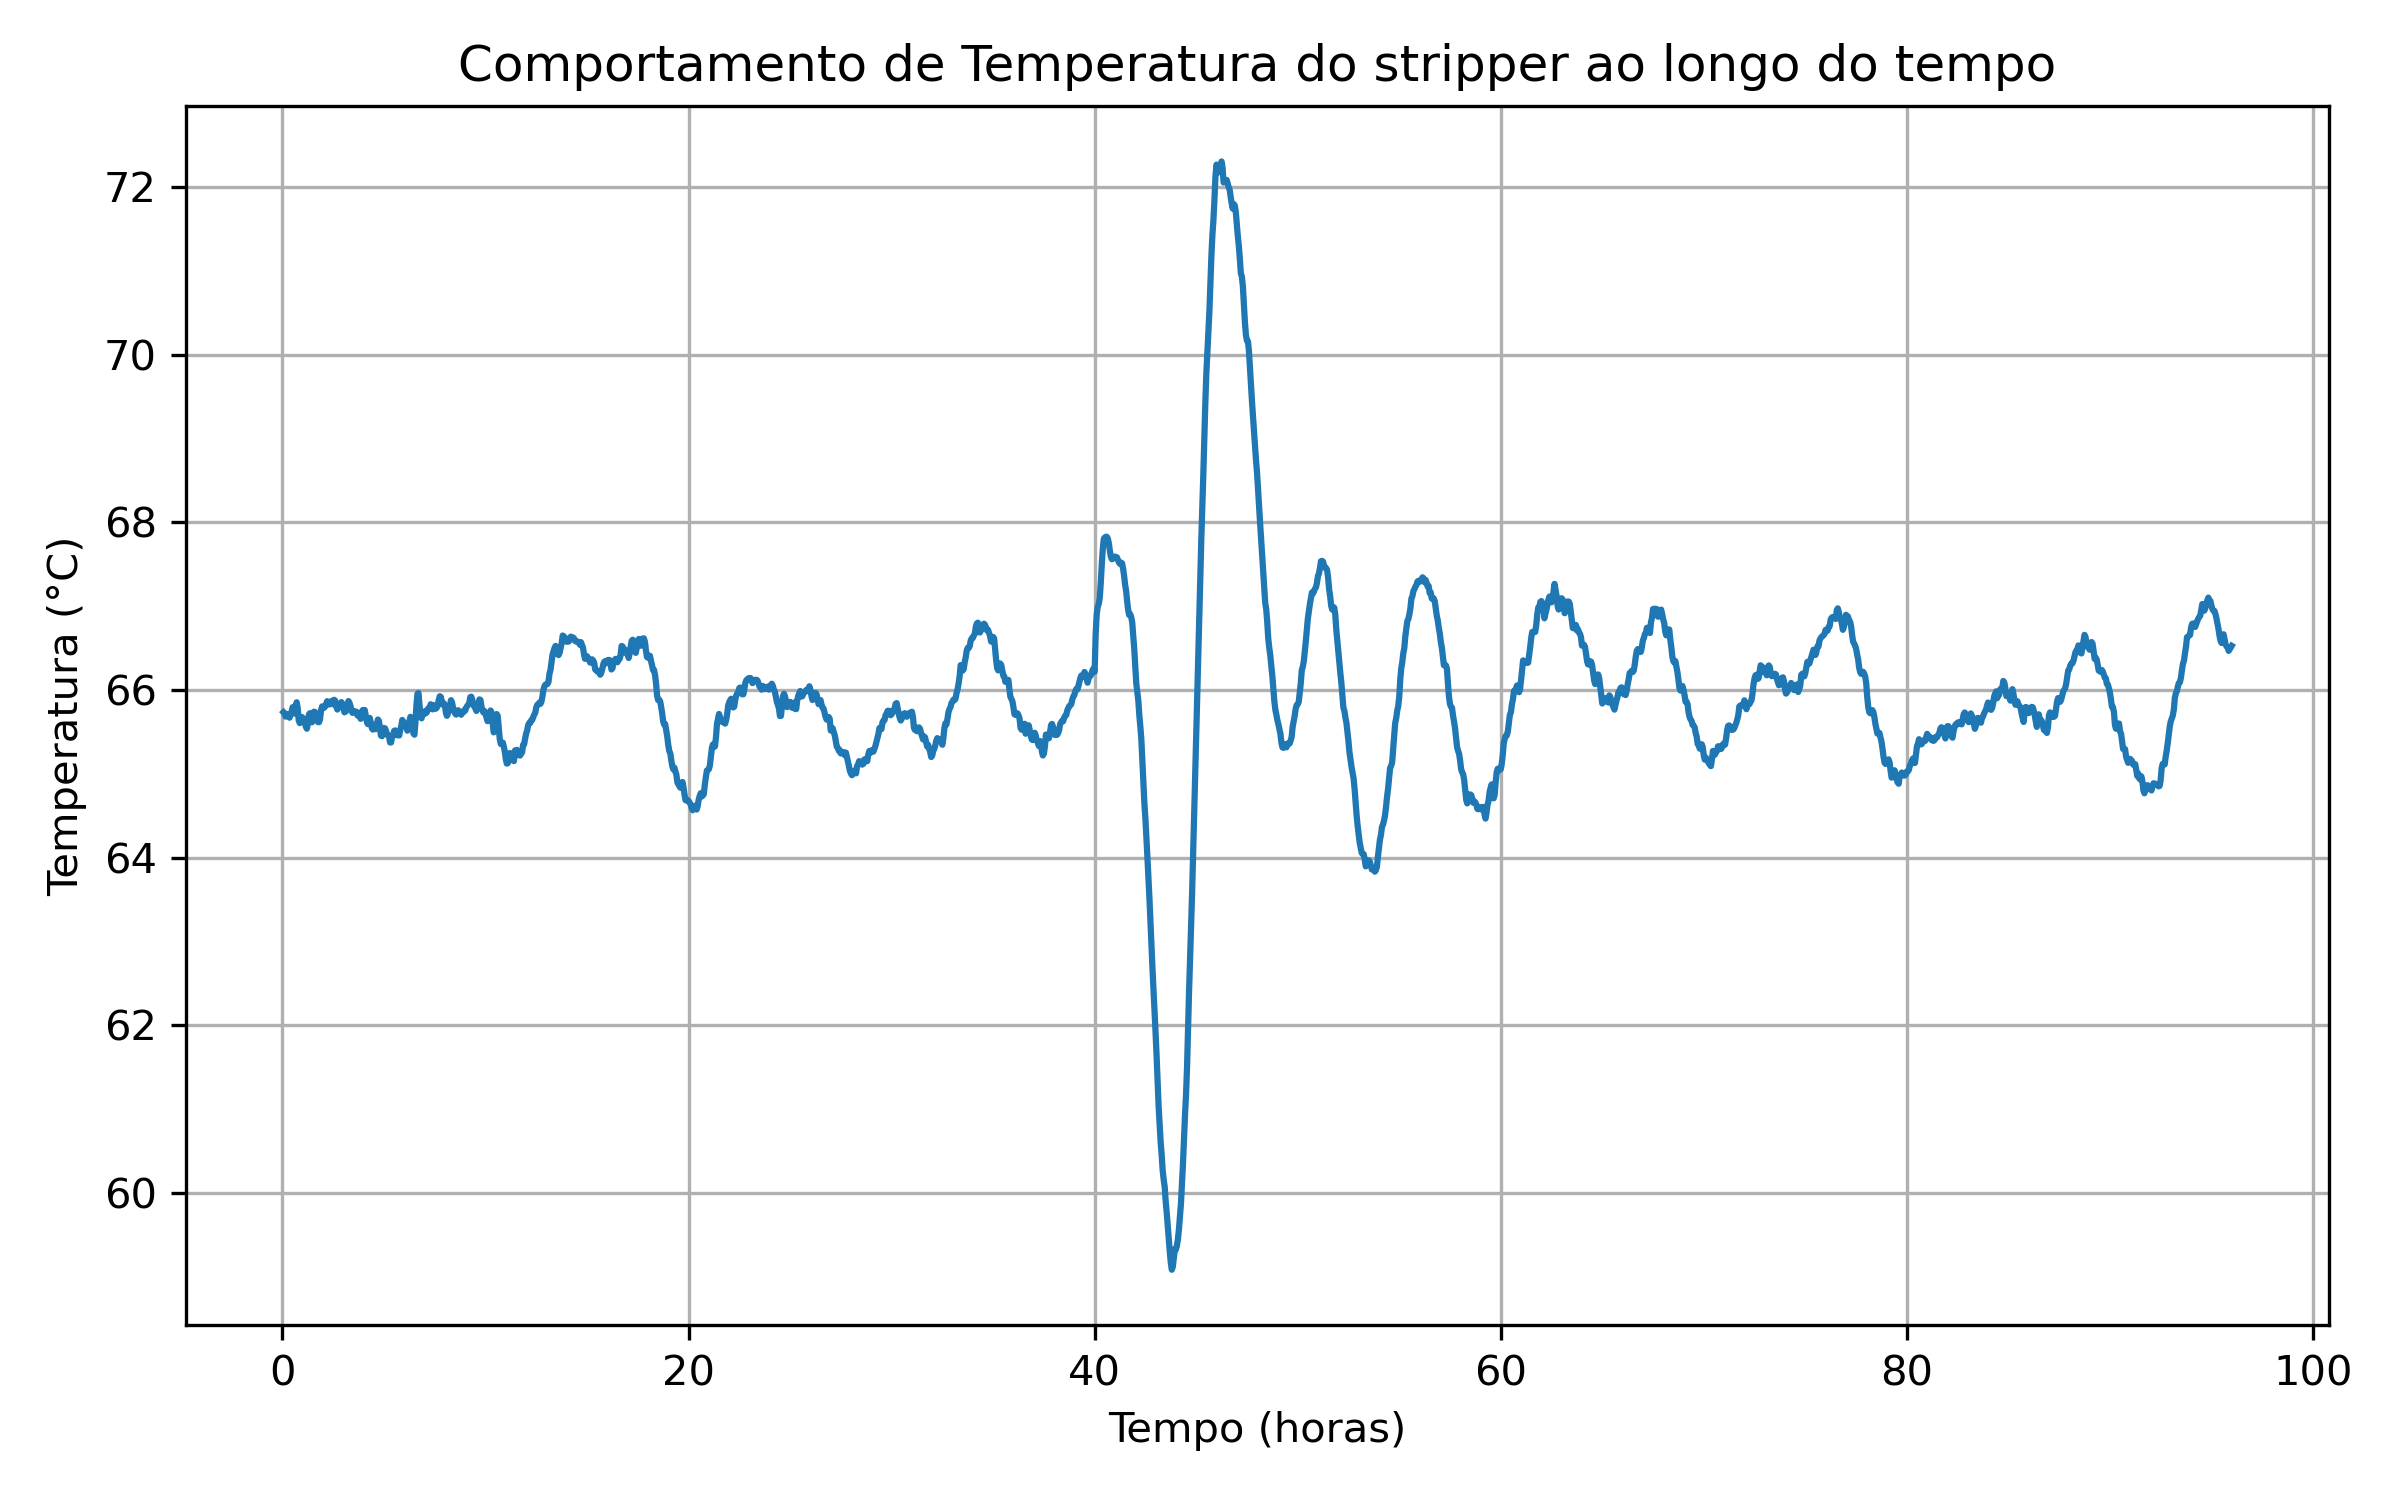 Comportamento de Temperatura do stripper ao longo do tempo
Temperatura (°C)
72
70
68
66
64
62
60
0 20 40 60 80 100
Tempo (horas)